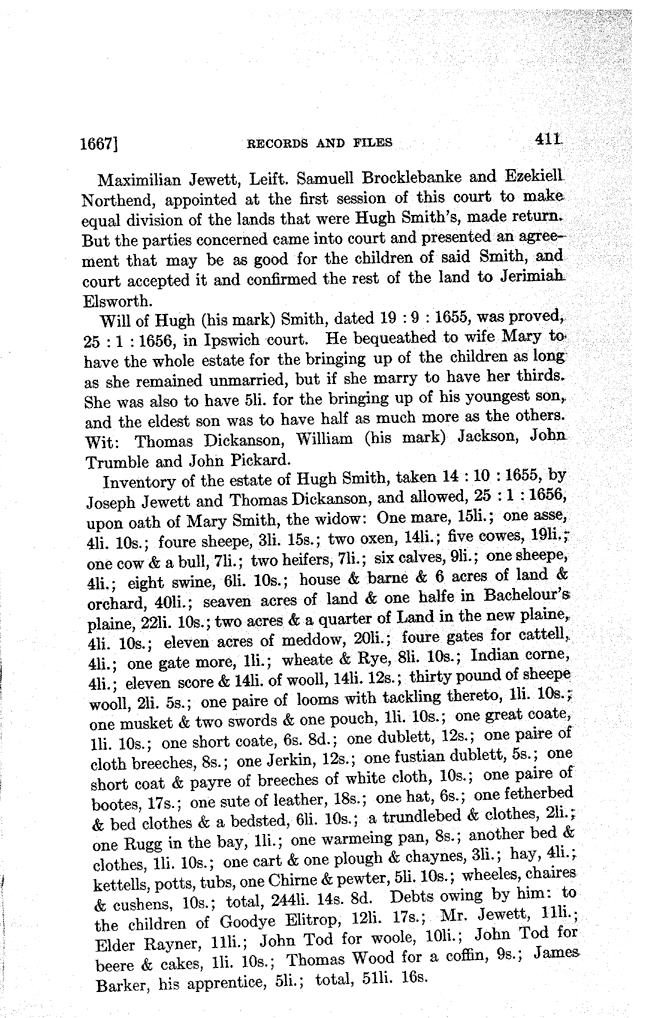 1667] RECORDS AND FILES 411
Maximilian Jewett, Leift. Samuell Brocklebanke and Ezekiell
Northend, appointed at the first session of this court to make
equal division of the lands that were Hugh Smith's, made return.
But the parties concerned came into court and presented an agree-
ment that may be as good for the children of said Smith, and
court accepted it and confirmed the rest of the land to Jerimiah
Elsworth.
Will of Hugh (his mark) Smith, dated 19 : 9 : 1655, was proved,
25 : 1 : 1656, in Ipswich court. He bequeathed to wife Mary to
have the whole estate for the bringing up of the children as long
as she remained unmarried, but if she marry to have her thirds.
She was also to have 5li. for the bringing up of his youngest son,
and the eldest son was to have half as much more as the others.
Wit: Thomas Dickanson, William (his mark) Jackson, John
Trumble and John Pickard.
Inventory of the estate of Hugh Smith, taken 14 : 10 : 1655, by
Joseph Jewett and Thomas Dickanson, and allowed, 25 : 1 : 1656,
upon oath of Mary Smith, the widow: One mare, 15li.; one asse,
4li. 10s.; foure sheepe, 3li. 15s.; two oxen, 14li.; five cowes, 19li.;
one cow & a bull, 7li.; two heifers, 7li.; six calves, 9li.; one sheepe,
4li.; eight swine, 6li. 10s.; house & barne & 6 acres of land &
orchard, 40li.; seaven acres of land & one halfe in Bachelour's
plaine, 22li. 10s.; two acres & a quarter of Land in the new plaine,
4li. 10s.; eleven acres of meddow, 20li.; foure gates for cattell,
4li.; one gate more, 1li.; wheate & Rye, 8li. 10s.; Indian corne,
4li.; eleven score & 14li. of wooll, 14li. 12s.; thirty pound of sheepe
wooll, 2li. 5s.; one paire of looms with tackling thereto, 1li. 10s.;
one musket & two swords & one pouch, 1li. 10s.; one great coate,
1li. 10s.; one short coate, 6s. 8d.; one dublett, 12s.; one paire of
cloth breeches, 8s.; one Jerkin, 12s.; one fustian dublett, 5s.; one
short coat & payre of breeches of white cloth, 10s.; one paire of
bootes, 17s.; one sute of leather, 18s.; one hat, 6s.; one fetherbed
& bed clothes & a bedsted, 6li. 10s.; a trundlebed & clothes, 2li.;
one Rugg in the bay, 1li.; one warmeing pan, 8s.; another bed &
clothes, 1li. 10s.; one cart & one plough & chaynes, 3li.; hay, 4li.;
kettells, potts, tubs, one Chirne & pewter, 5li. 10s.; wheeles, chaires
& cushens, 10s.; total, 244li. 14s. 8d. Debts owing by him: to
the children of Goodye Elitrop, 12li. 17s.; Mr. Jewett, 11li.;
Elder Rayner, 11li.; John Tod for woole, 10li.; John Tod for
beere & cakes, 1li. 10s.; Thomas Wood for a coffin, 9s.; James
Barker, his apprentice, 5li.; total, 51li. 16s.